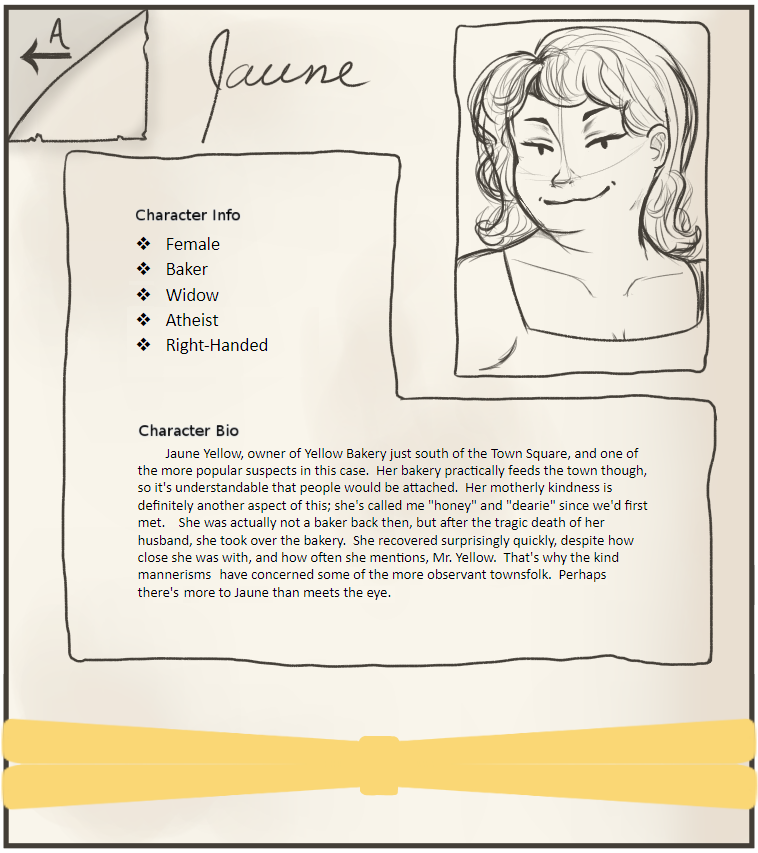 A
Jaune
Character Info
❖ Female
❖ Baker
❖ Widow
❖ Atheist
❖ Right-Handed
Character Bio
Jaune Yellow, owner of Yellow Bakery just south of the Town Square, and one of
the more popular suspects in this case.  Her bakery practically feeds the town though,
so it's understandable that people would be attached.  Her motherly kindness is
definitely another aspect of this; she's called me "honey" and "dearie" since we'd first
met.    She was actually not a baker back then, but after the tragic death of her
husband, she took over the bakery.  She recovered surprisingly quickly, despite how
close she was with, and how often she mentions, Mr. Yellow.  That's why the kind
mannerisms  have concerned some of the more observant townsfolk.  Perhaps
there's more to Jaune than meets the eye.